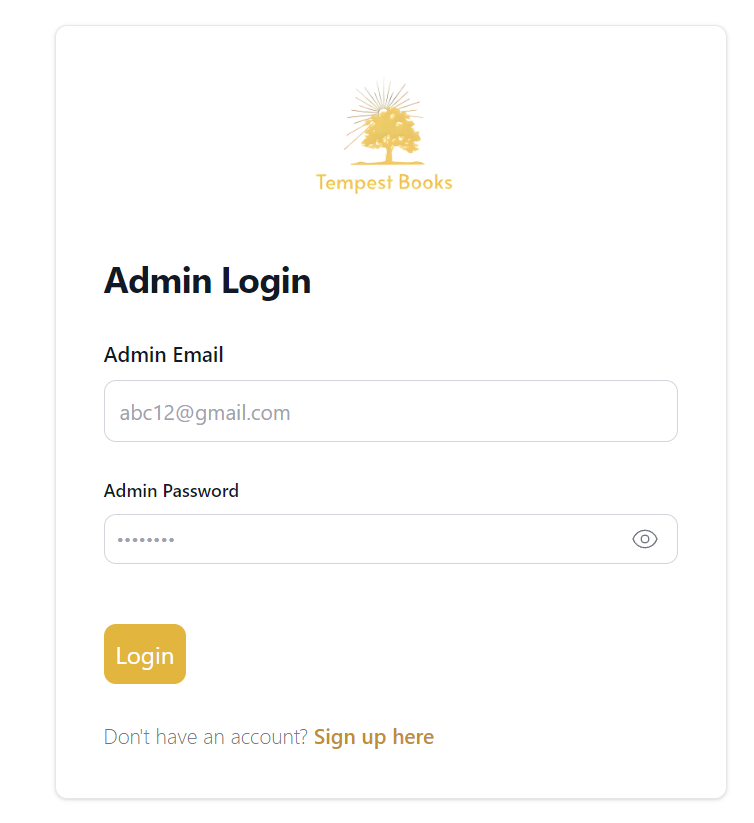 Tempest Books
Admin Login
Admin Email
abc12@gmail.com
Admin Password
••••••••
Login
Don't have an account? Sign up here